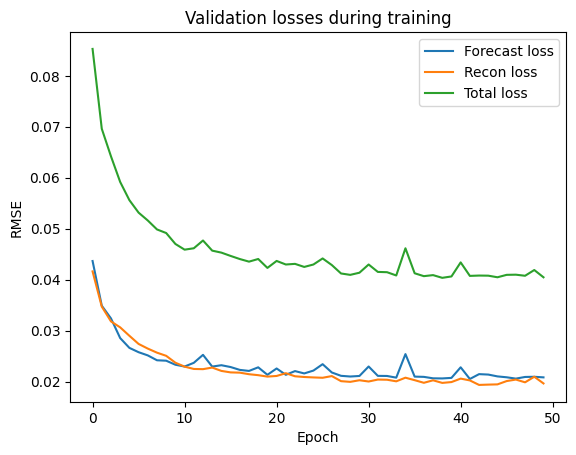 Validation losses during training
Forecast loss
Recon loss
Total loss
0.08
0.07
0.06
0.05
0.04
0.03
0.02
RMSE
0 10 20 30 40 50
Epoch